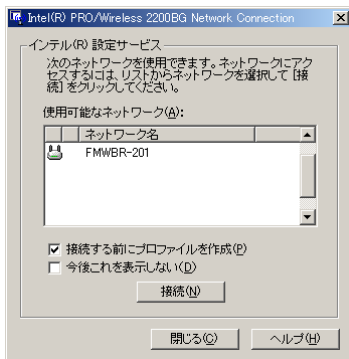 Intel(R) PRO/Wireless 2200BG Network Connection
インテル(R) 設定サービス
次のネットワークを使用できます。ネットワークにアク
セスするには、リストからネットワークを選択して [接
続] をクリックしてください。
使用可能なネットワーク(A):
ネットワーク名
FMWBR-201
接続する前にプロファイルを作成(P)
今後これを表示しない(D)
接続(N)
閉じる(C)
ヘルプ(H)